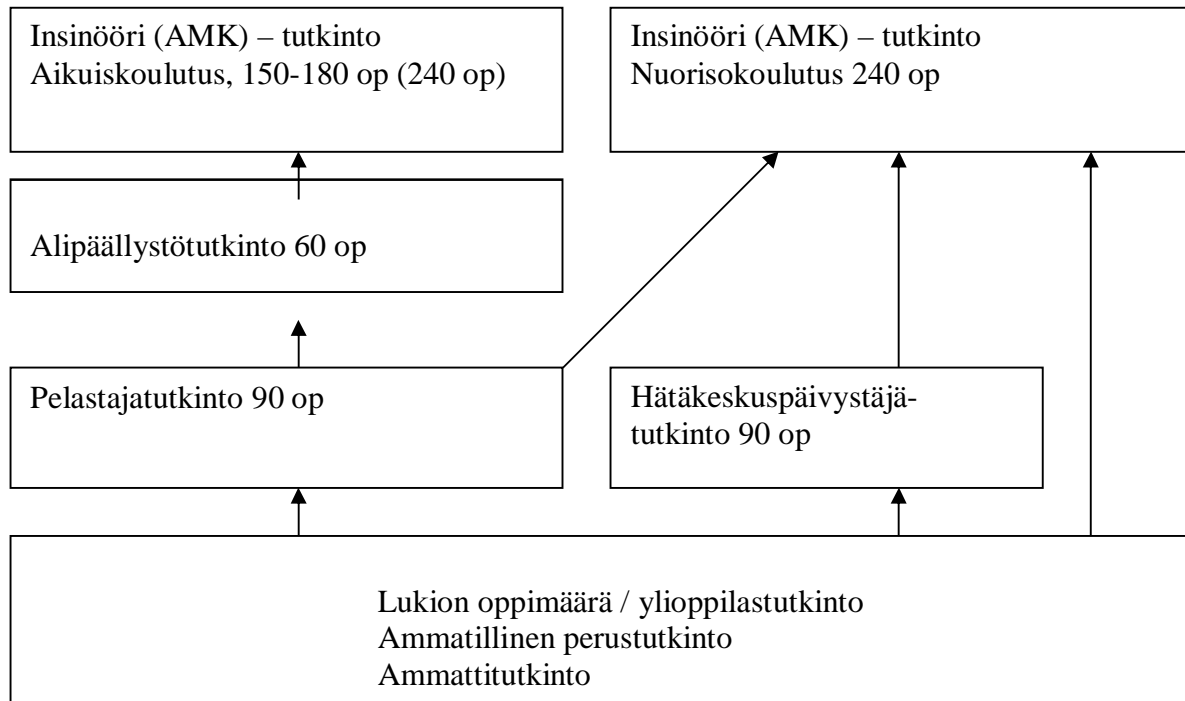 Insinööri (AMK) – tutkinto
Aikuiskoulutus, 150-180 op (240 op)
Insinööri (AMK) – tutkinto
Nuorisokoulutus 240 op
Alipäällystötutkinto 60 op
Pelastajatutkinto 90 op
Hätäkeskuspäivystäjä-
tutkinto 90 op
Lukion oppimäärä / ylioppilastutkinto
Ammatillinen perustutkinto
Ammattitutkinto